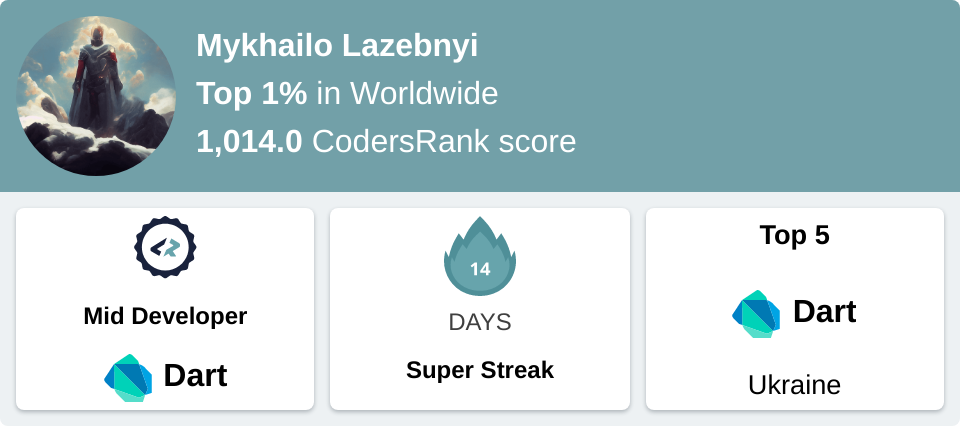 Mykhailo Lazebnyi
Top 1% in Worldwide
1,014.0 CodersRank score
Mid Developer
Dart
14
DAYS
Super Streak
Top 5
Dart
Ukraine